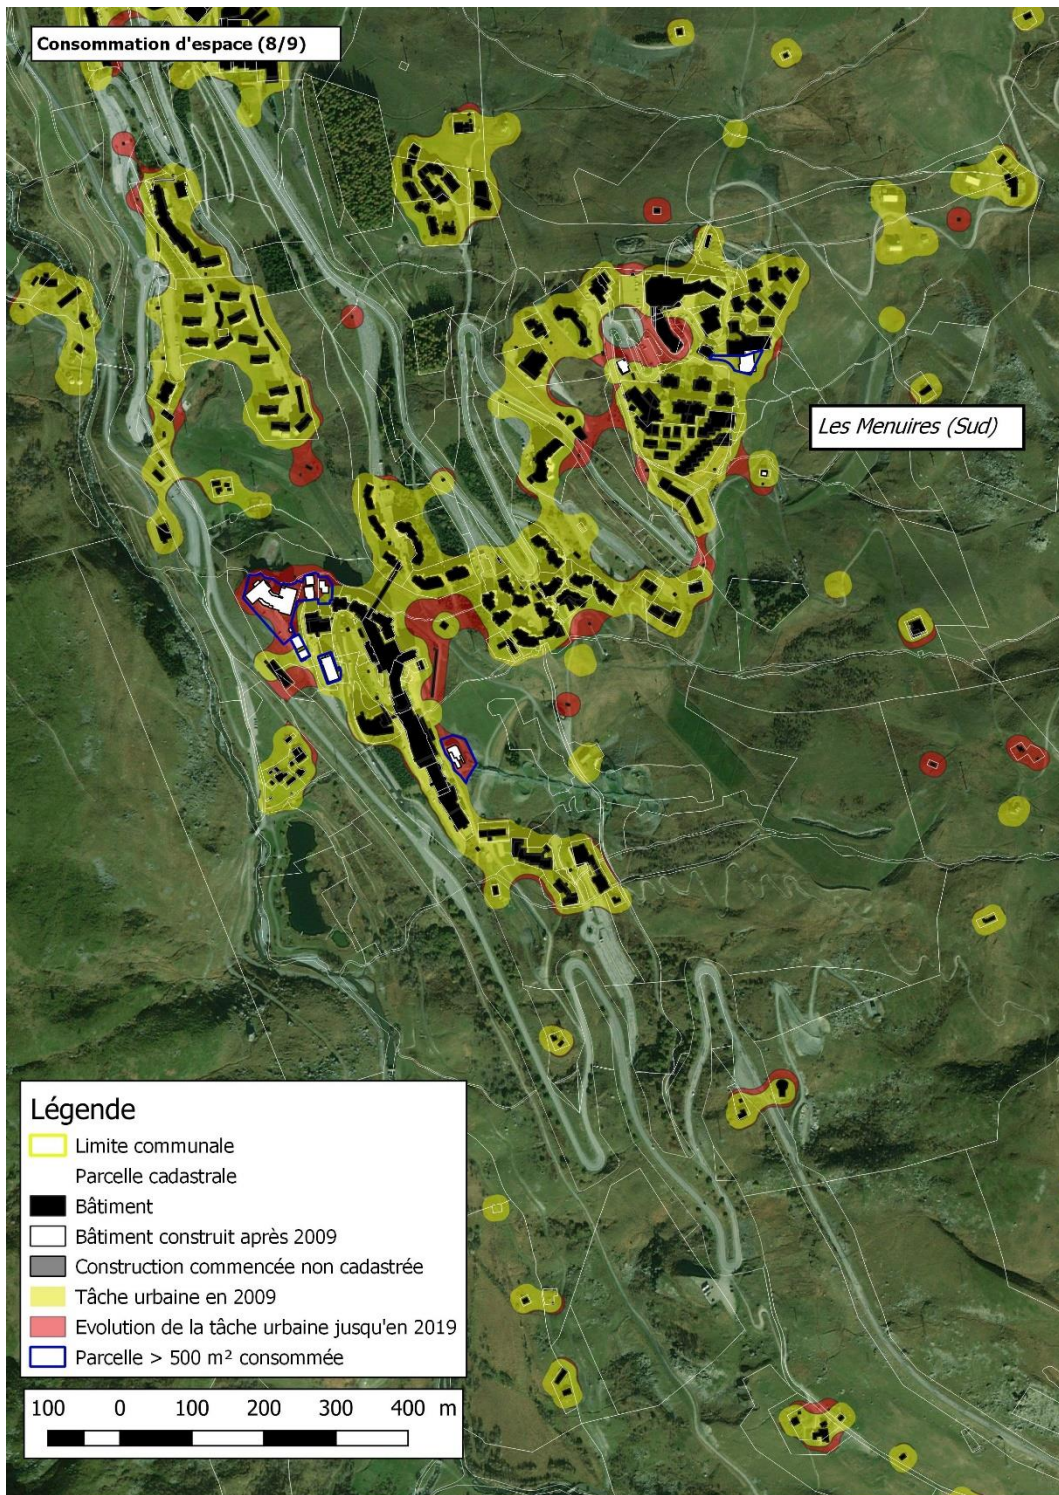 Consommation d'espace (8/9)
Les Menuires (Sud)
Légende
Limite communale
Parcelle cadastrale
Bâtiment
Bâtiment construit après 2009
Construction commencée non cadastrée
Tâche urbaine en 2009
Evolution de la tâche urbaine jusqu'en 2019
Parcelle > 500 m² consommée
100 0 100 200 300 400 m